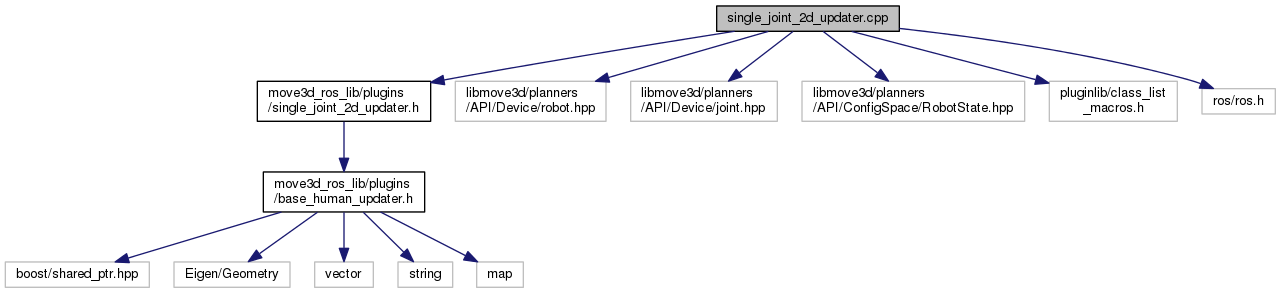 single_joint_2d_updater.cpp
move3d_ros_lib/plugins
/single_joint_2d_updater.h
libmove3d/planners
/API/Device/robot.hpp
libmove3d/planners
/API/Device/joint.hpp
libmove3d/planners
/API/ConfigSpace/RobotState.hpp
pluginlib/class_list
_macros.h
ros/ros.h
move3d_ros_lib/plugins
/base_human_updater.h
boost/shared_ptr.hpp
Eigen/Geometry
vector
string
map